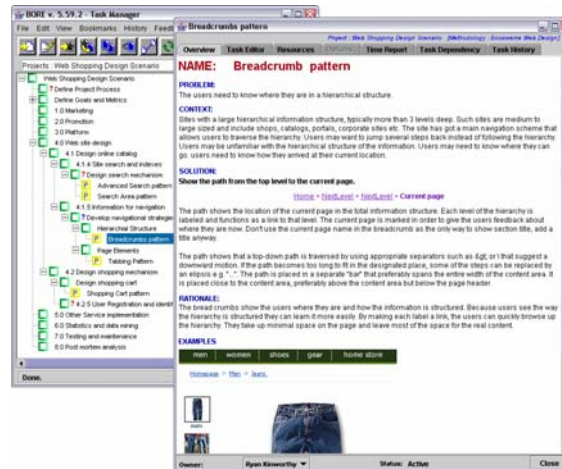 BORE v. 5.59.2 - Task Manager
File Edit View Bookmarks History Feedb
Projects : Web Shopping Design Scenario
Web Shopping Design Scenario
? Define Project Process
Define Goals and Metrics
1.0 Marketing
2.0 Promotion
3.0 Platform
4.0 Web site design
4.1 Design online catalog
4.1.4 Site search and indexes
? Design search mechanism
P Advanced Search pattern
P Search Area pattern
4.1.5 Information for navigation
? Develop navigational strategies
Hierarchical Structure
P Breadcrumbs pattern
Page Elements
P Tabbing Pattern
4.2 Design shopping mechanism
Design shopping cart
P Shopping Cart pattern
? 4.2.5 User Registration and identif
5.0 Other Service implementation
6.0 Statistics and data mining
7.0 Testing and maintenance
8.0 Post mortem analysis
Done.
Breadcrumbs pattern
Project : Web Shopping Design Scenario (Methodology :
Overview Task Editor Resources Options Time Report Task Dependency Task History
NAME: Breadcrumb pattern
PROBLEM:
The users need to know where they are in a hierarchical structure.
CONTEXT:
Sites with a large hierarchical information structure, typically more than 3 levels deep. Such sites are medium to
large sized and include shops, catalogs, portals, corporate sites etc. The site has got a main navigation scheme that
allows users to traverse the hierarchy. Users may want to jump several steps back instead of following the hierarchy.
Users may be unfamiliar with the hierarchical structure of the information. Users may need to know where they can
go. users need to know how they arrived at their current location.
SOLUTION:
Show the path from the top level to the current page.
Home > NextLevel > NextLevel > Current page
The path shows the location of the current page in the total information structure. Each level of the hierarchy is
labeled and functions as a link to that level. The current page is marked in order to give the users feedback about
where they are now. Don't use the current page name in the breadcrumb as the only way to show section title, add a
title anyway.
The path shows that a top-down path is traversed by using appropriate separators such as &gt; or \ that suggest a
downward motion. If the path becomes too long to fit in the designated place, some of the steps can be replaced by
an elipsis e.g. "...". The path is placed in a separate "bar" that preferably spans the entire width of the content area. It
is placed close to the content area, preferably above the content area but below the page header.
RATIONALE:
The bread crumbs show the users where they are and how the information is structured. Because users see the way
the hierarchy is structured they can learn it more easily. By making each label a link, the users can quickly browse up
the hierarchy. They take up minimal space on the page and leave most of the space for the real content.
EXAMPLES
men women shoes gear home store
Homepage > Men > Jeans.
Owner: Ryan Kinworthy Status: Active Close